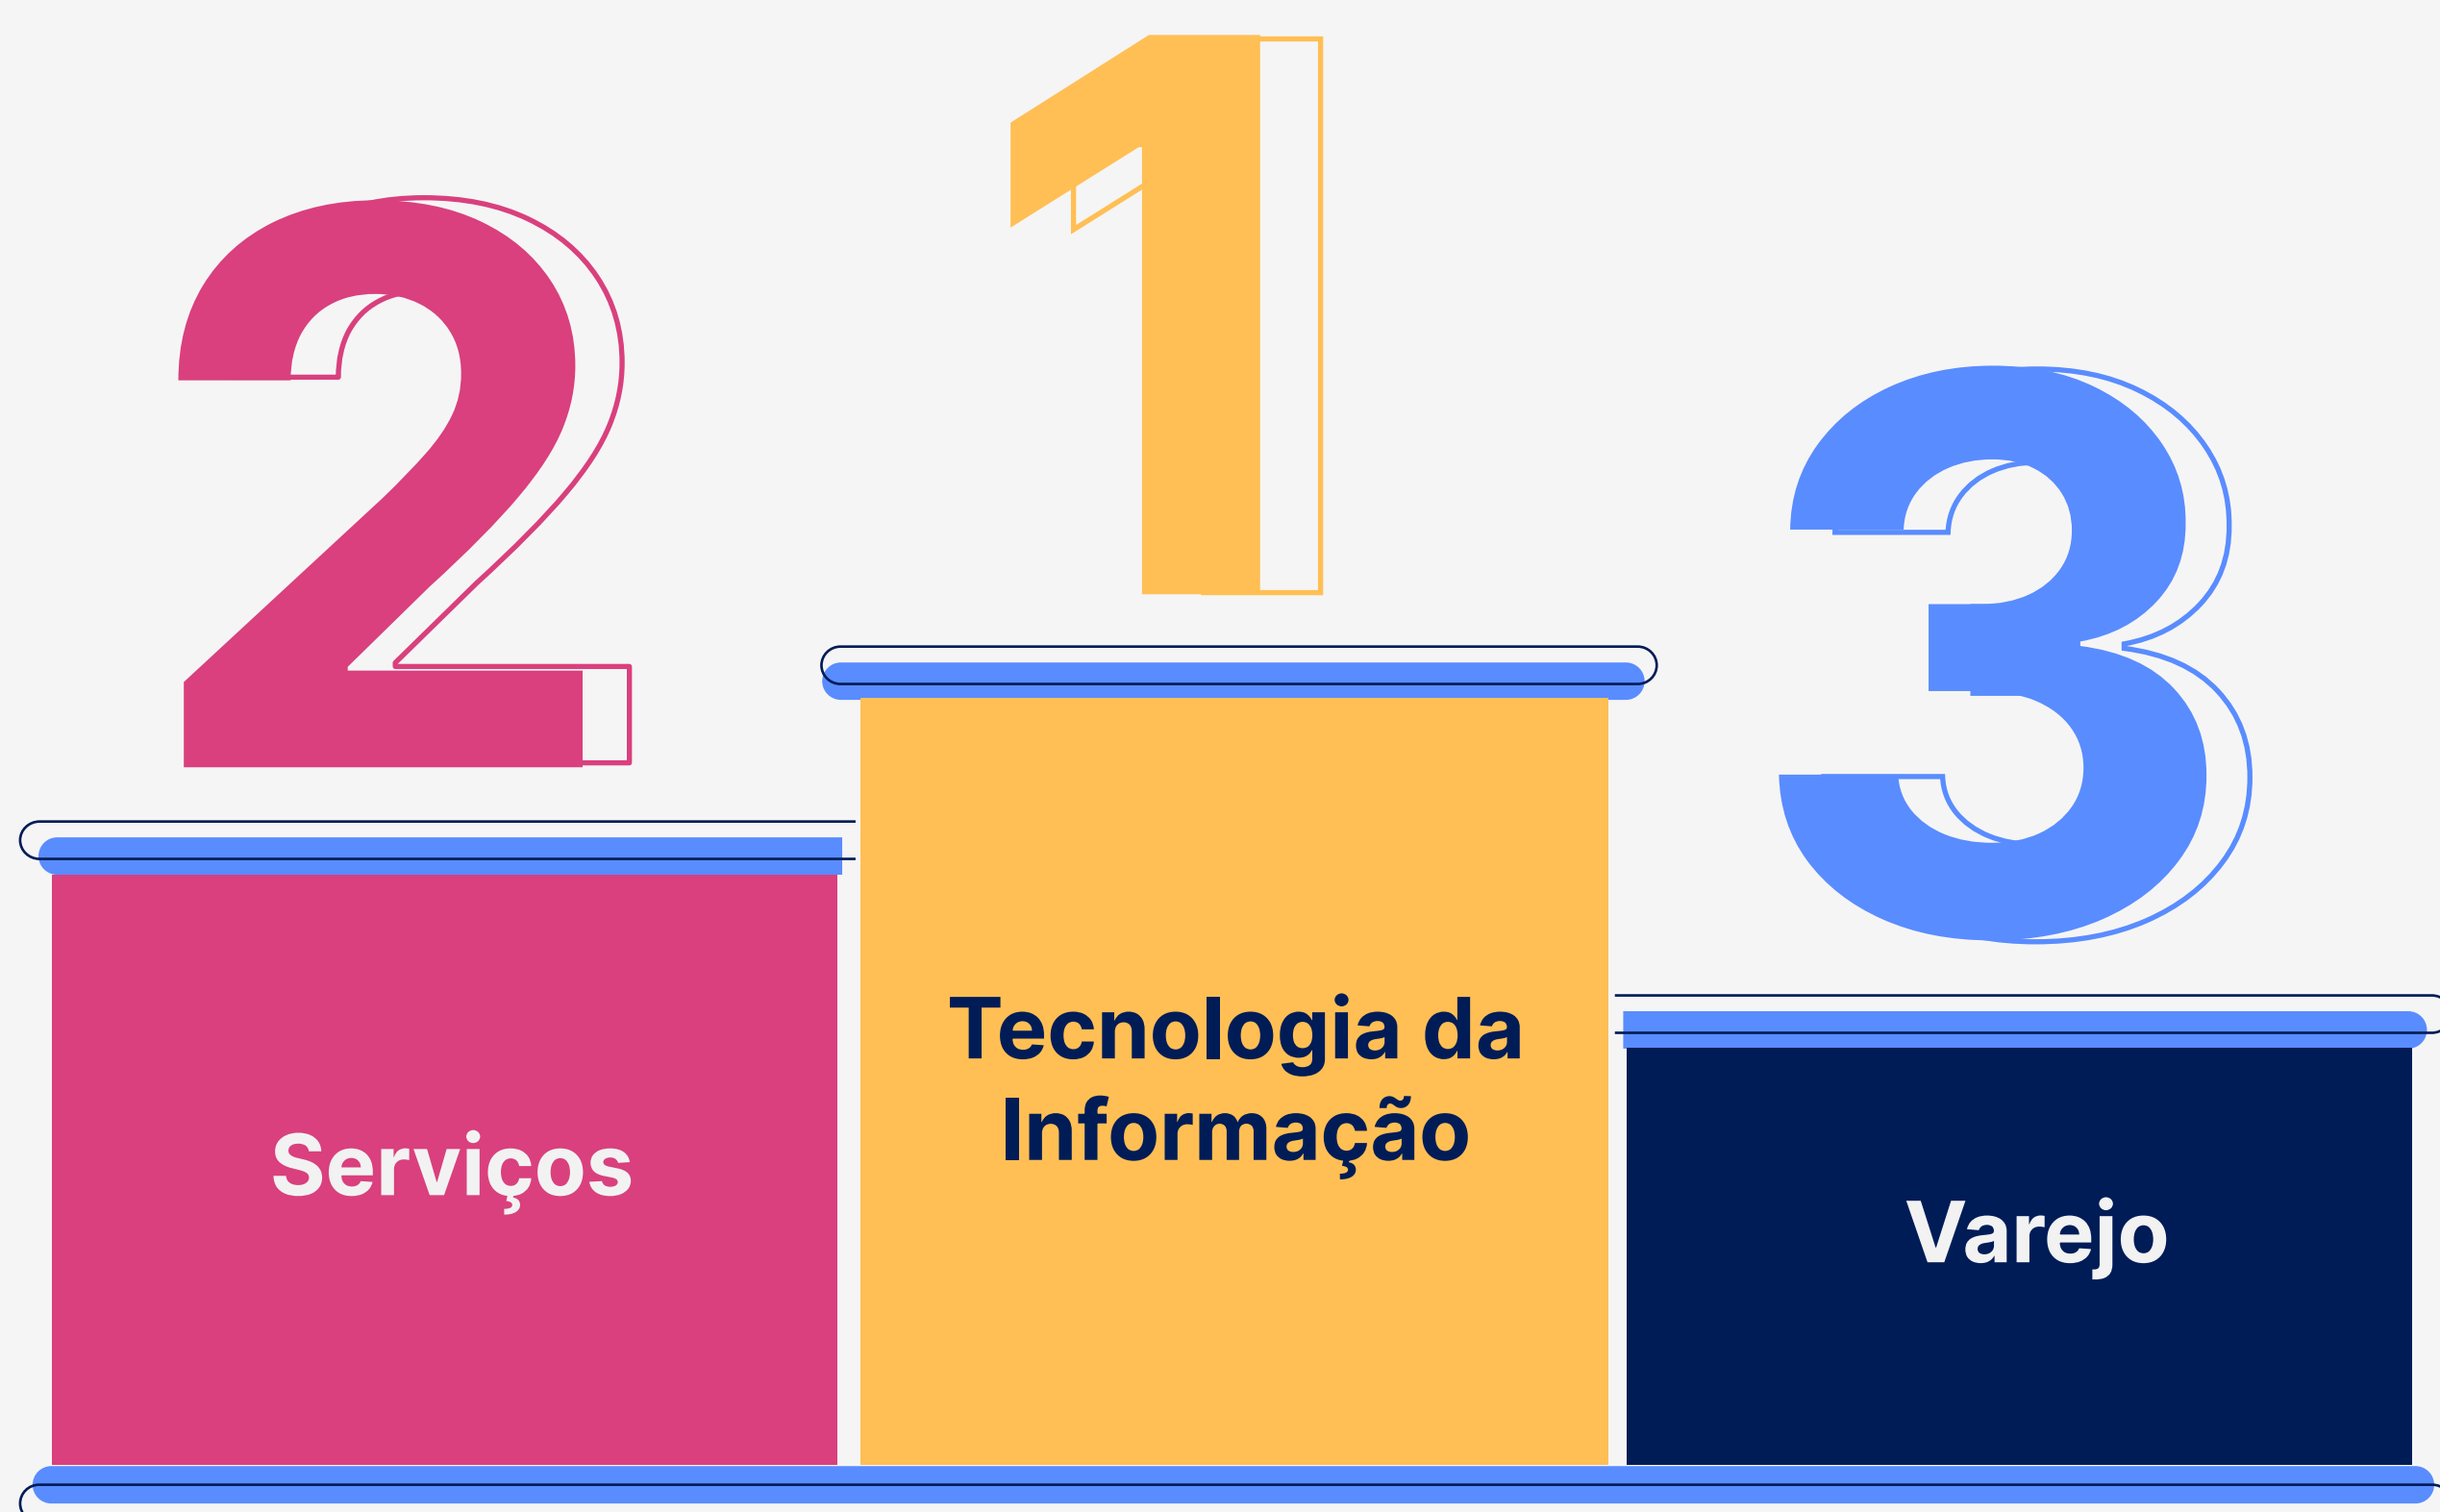 1
2
3
Tecnologia da
Informação
Serviços
Varejo